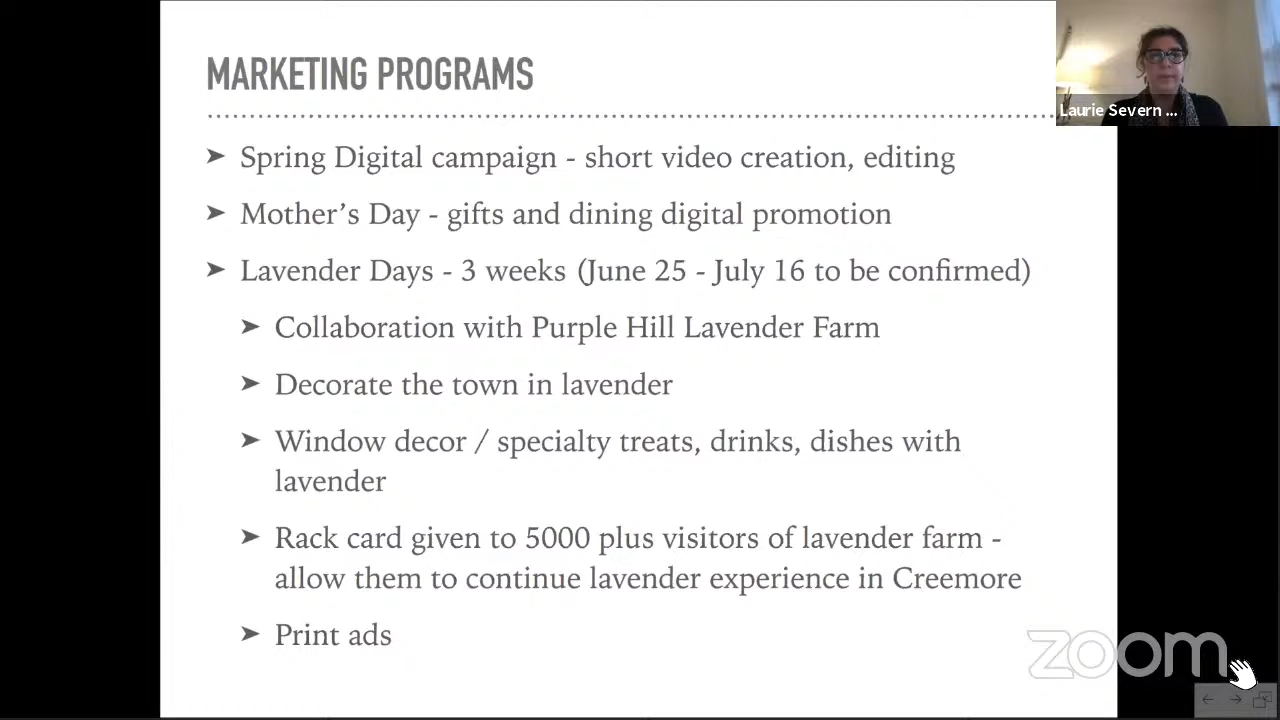 MARKETING PROGRAMS
Laurie Severn ...
➤ Spring Digital campaign - short video creation, editing
➤ Mother’s Day - gifts and dining digital promotion
➤ Lavender Days - 3 weeks (June 25 - July 16 to be confirmed)
➤ Collaboration with Purple Hill Lavender Farm
➤ Decorate the town in lavender
➤ Window decor / specialty treats, drinks, dishes with
lavender
➤ Rack card given to 5000 plus visitors of lavender farm -
allow them to continue lavender experience in Creemore
➤ Print ads
zoom